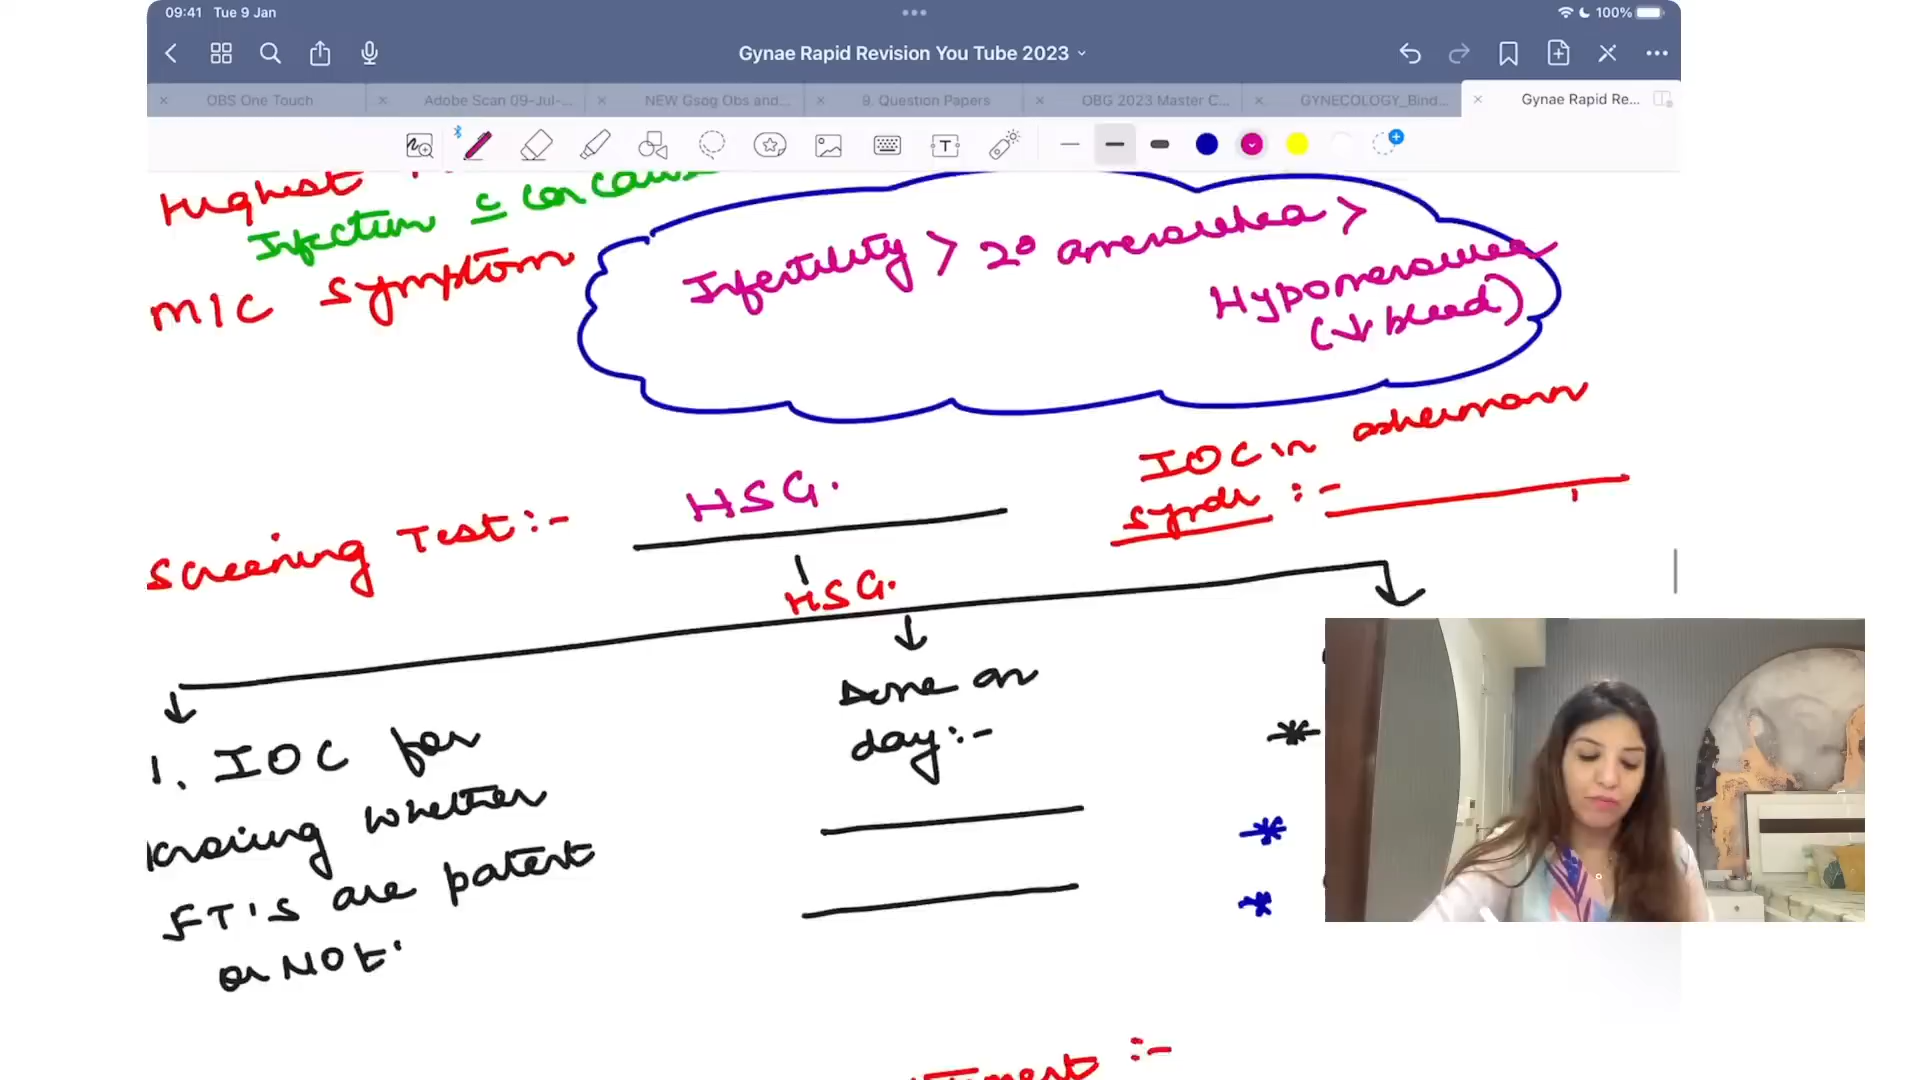 09:41 Tue 9 Jan
100%
Gynae Rapid Revision You Tube 2023
OBS One Touch
Adobe Scan 09-Jul-...
NEW Gsog Obs and...
9. Question Papers
OBG 2023 Master C...
GYNECOLOGY_Bind...
Gynae Rapid Re...
Highest
Infection c
M/C symptom
Infertility > 2° amenorrhea >
Hypomenorrhea
(↓ bleed)
IOC in asherman
syndr :-
Screening Test:- HSG.
HSG.
1. IOC for
knowing whether
FT's are patent
or NOt.
Done on
day:-